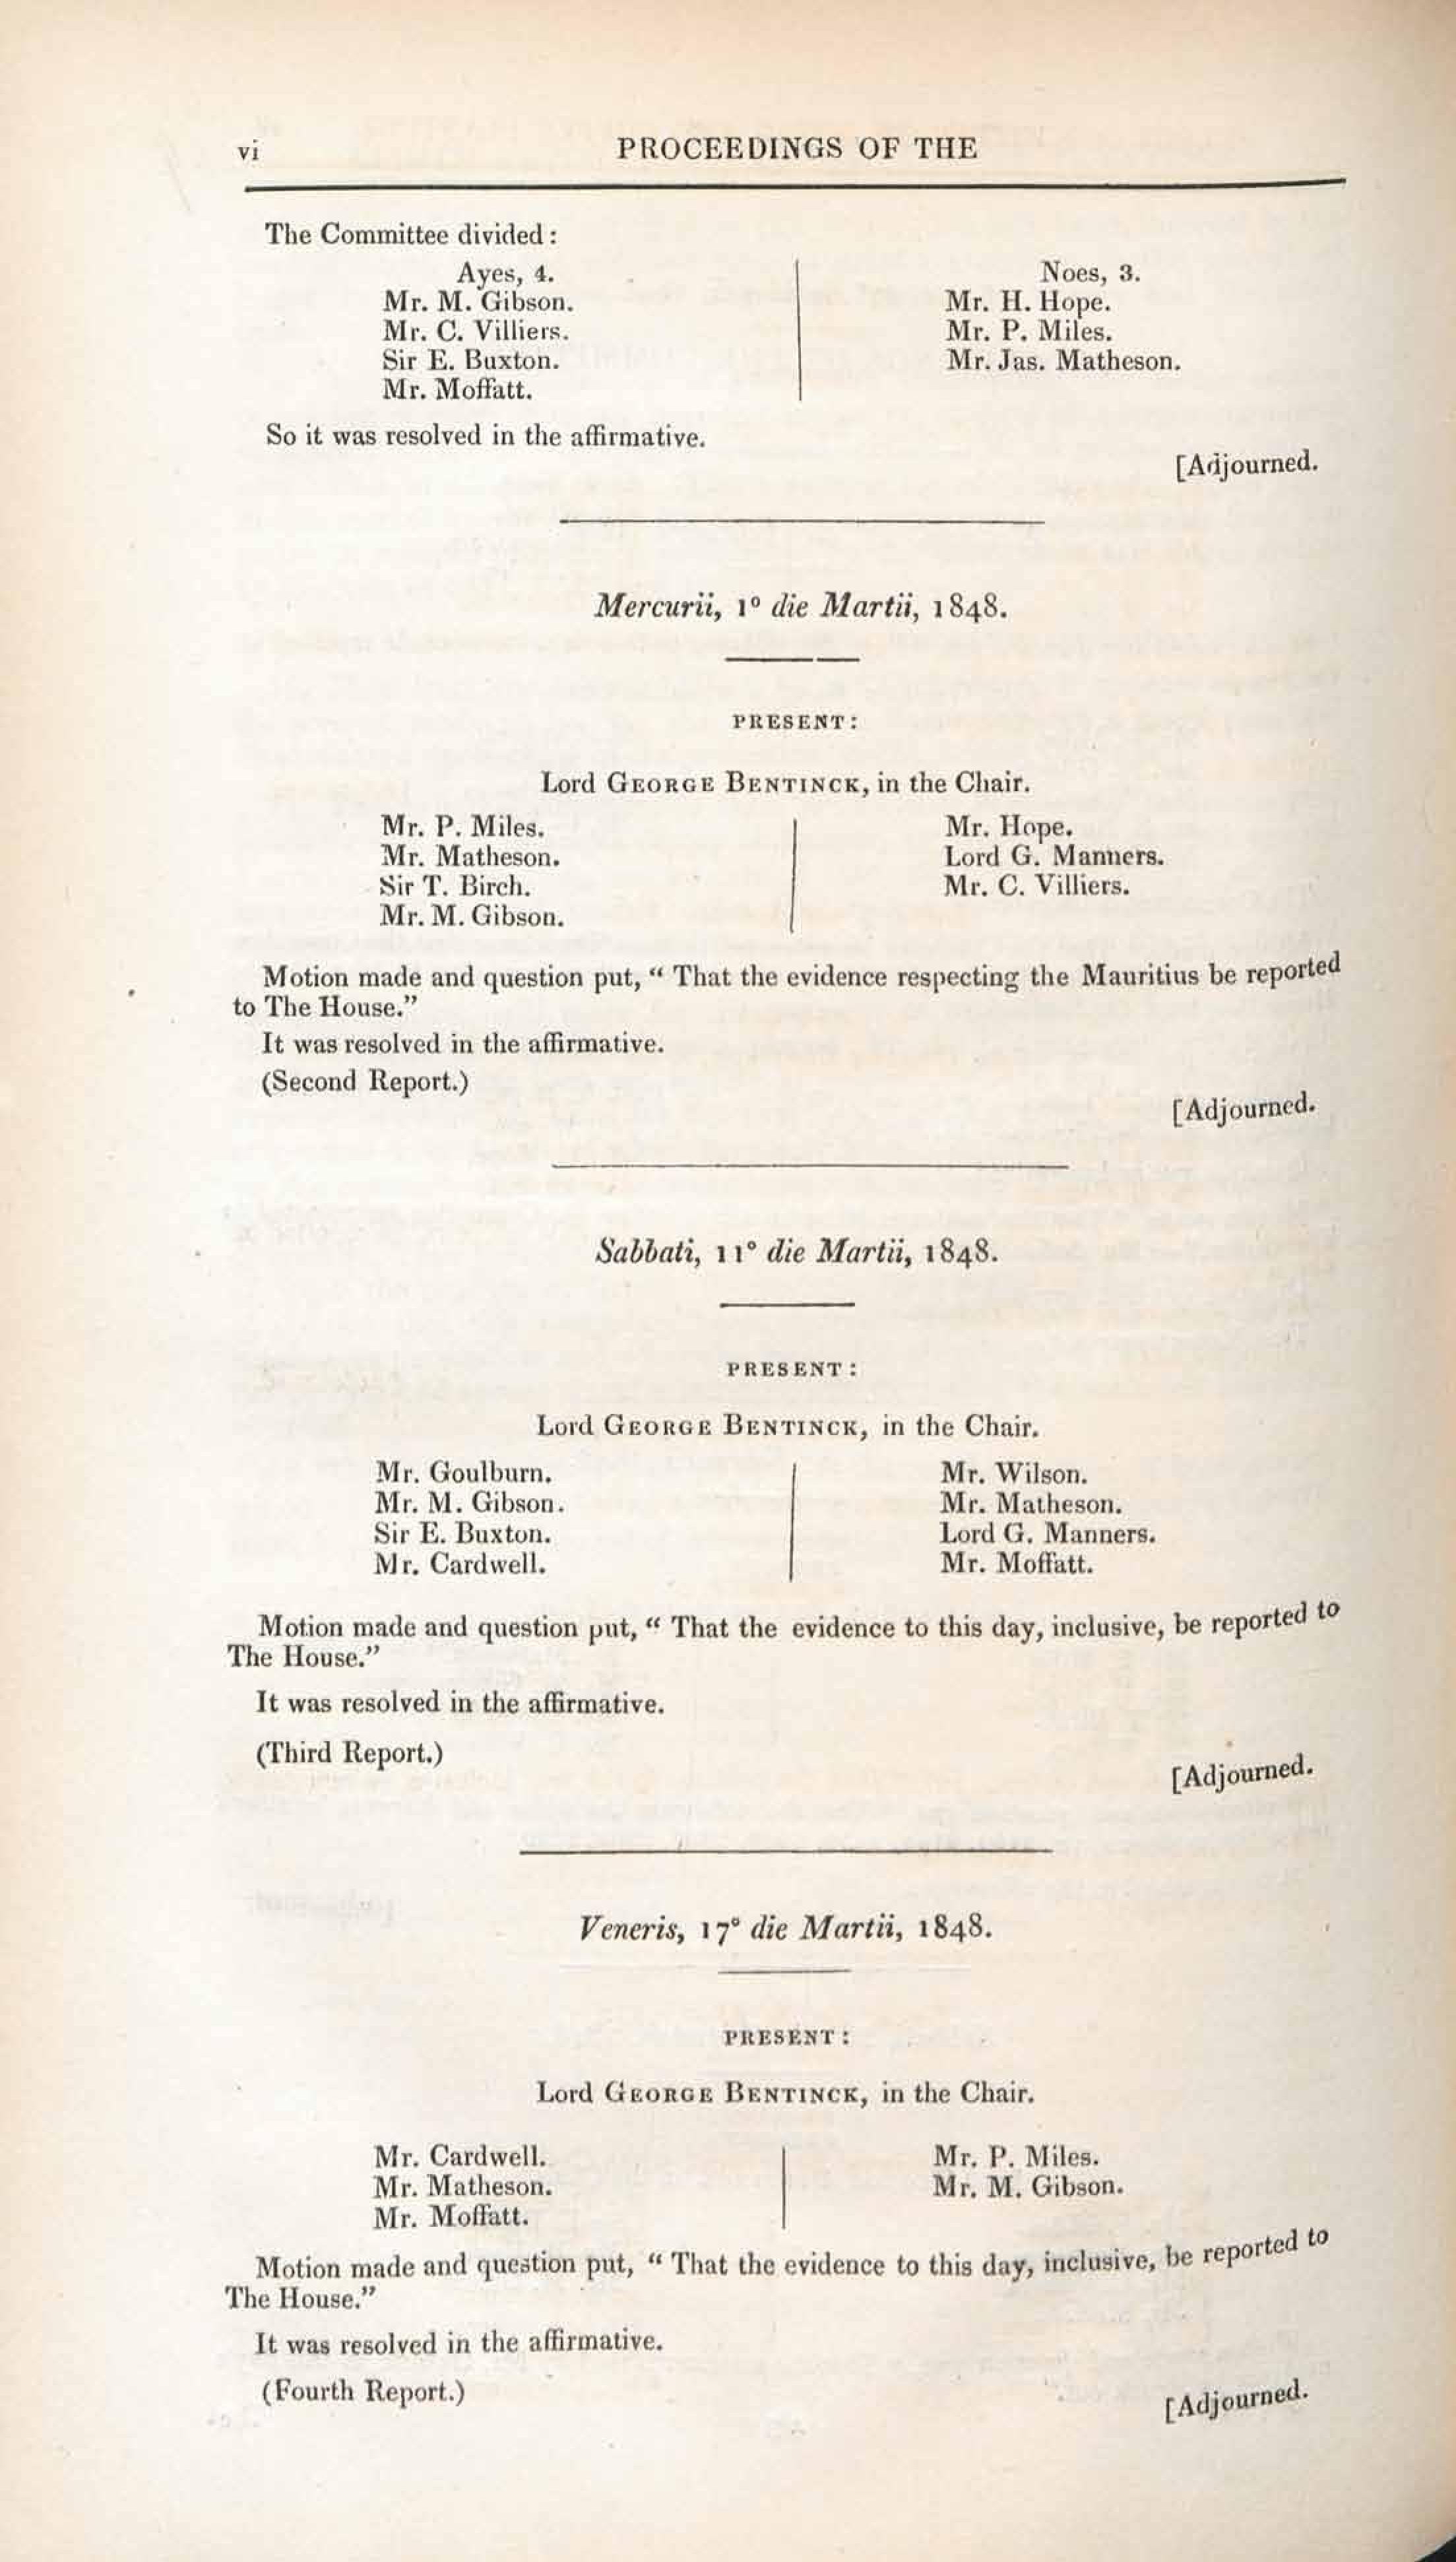 vi
PROCEEDINGS OF THE
The Committee divided:
Ayes, 4.
Mr. M. Gibson.
Mr. C. Villiers.
Sir E. Buxton.
Mr. Moffatt.
Noes, 3.
Mr. H. Hope.
Mr. P. Miles.
Mr. Jas. Matheson.
So it was resolved in the affirmative.
[Adjourned.
Mercurii, 1° die Martii, 1848.
PRESENT:
Lord GEORGE BENTINCK, in the Chair.
Mr. P. Miles.
Mr. Matheson.
Sir T. Birch.
Mr. M. Gibson.
Mr. Hope.
Lord G. Manners.
Mr. C. Villiers.
Motion made and question put, “ That the evidence respecting the Mauritius be reported
to The House.”
It was resolved in the affirmative.
(Second Report.)
[Adjourned.
Sabbati, 11° die Martii, 1848.
PRESENT:
Lord GEORGE BENTINCK, in the Chair.
Mr. Goulburn.
Mr. M. Gibson.
Sir E. Buxton.
Mr. Cardwell.
Mr. Wilson.
Mr. Matheson.
Lord G. Manners.
Mr. Moffatt.
Motion made and question put, “ That the evidence to this day, inclusive, be reported to
The House.”
It was resolved in the affirmative.
(Third Report.)
[Adjourned.
Veneris, 17° die Martii, 1848.
PRESENT:
Lord GEORGE BENTINCK, in the Chair.
Mr. Cardwell.
Mr. Matheson.
Mr. Moffatt.
Mr. P. Miles.
Mr. M. Gibson.
Motion made and question put, “ That the evidence to this day, inclusive, be reported to
The House.”
It was resolved in the affirmative.
(Fourth Report.)
[Adjourned.